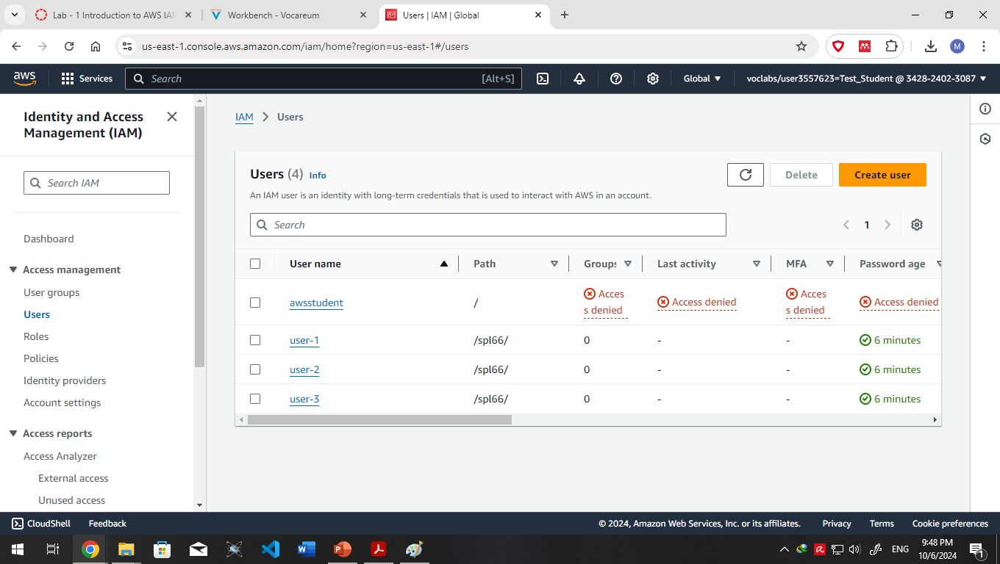 Lab - 1 Introduction to AWS IAM
Workbench - Vocareum
Users | IAM | Global
us-east-1.console.aws.amazon.com/iam/home?region=us-east-1#/users
M
aws
Services
Search
[Alt+S]
Global
voclabs/user3557623=Test_Student @ 3428-2402-3087
Identity and Access
Management (IAM)
Search IAM
Dashboard
Access management
User groups
Users
Roles
Policies
Identity providers
Account settings
Access reports
Access Analyzer
External access
Unused access
IAM > Users
Users (4) Info
Delete
Create user
An IAM user is an identity with long-term credentials that is used to interact with AWS in an account.
Search
1
User name Path Groups Last activity MFA Password age
awsstudent / Acces
s denied Access denied Acces
s denied Access denied
user-1 /spl66/ 0 - - 6 minutes
user-2 /spl66/ 0 - - 6 minutes
user-3 /spl66/ 0 - - 6 minutes
CloudShell Feedback © 2024, Amazon Web Services, Inc. or its affiliates. Privacy Terms Cookie preferences
ENG
9:48 PM
10/6/2024
1